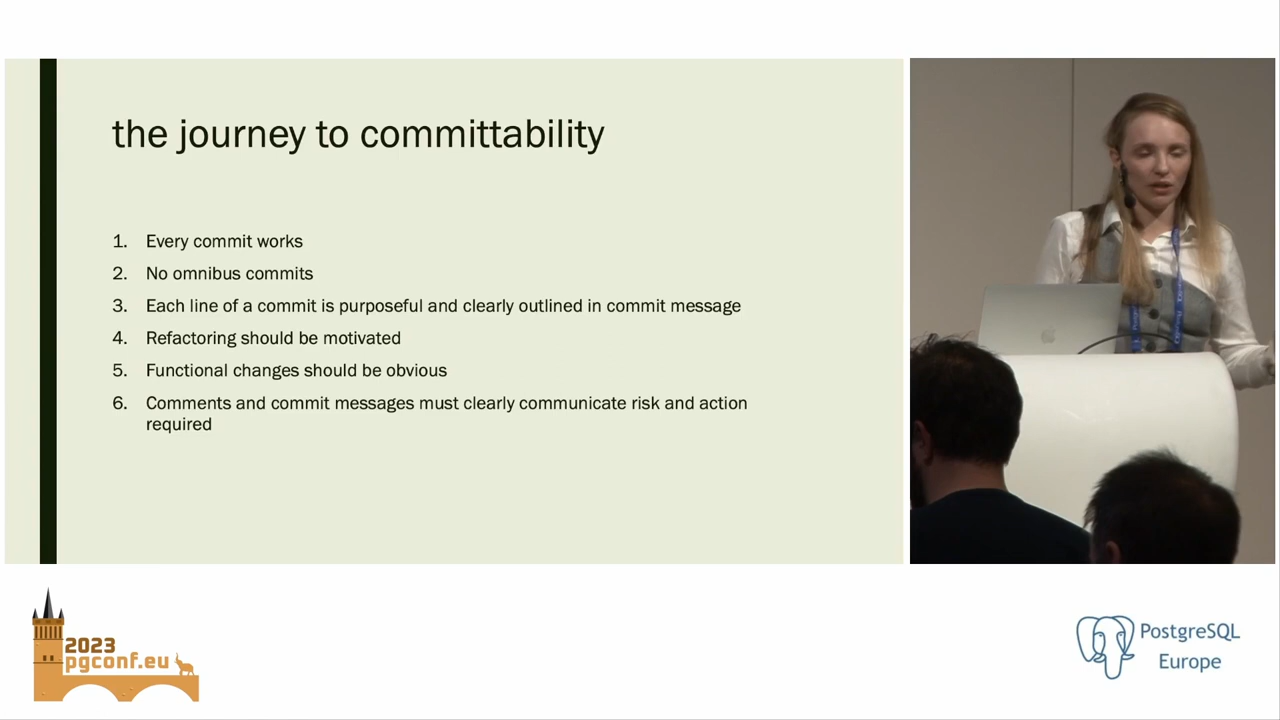 the journey to committability
1. Every commit works
2. No omnibus commits
3. Each line of a commit is purposeful and clearly outlined in commit message
4. Refactoring should be motivated
5. Functional changes should be obvious
6. Comments and commit messages must clearly communicate risk and action
required
2023
pgconf.eu
PostgreSQL
Europe